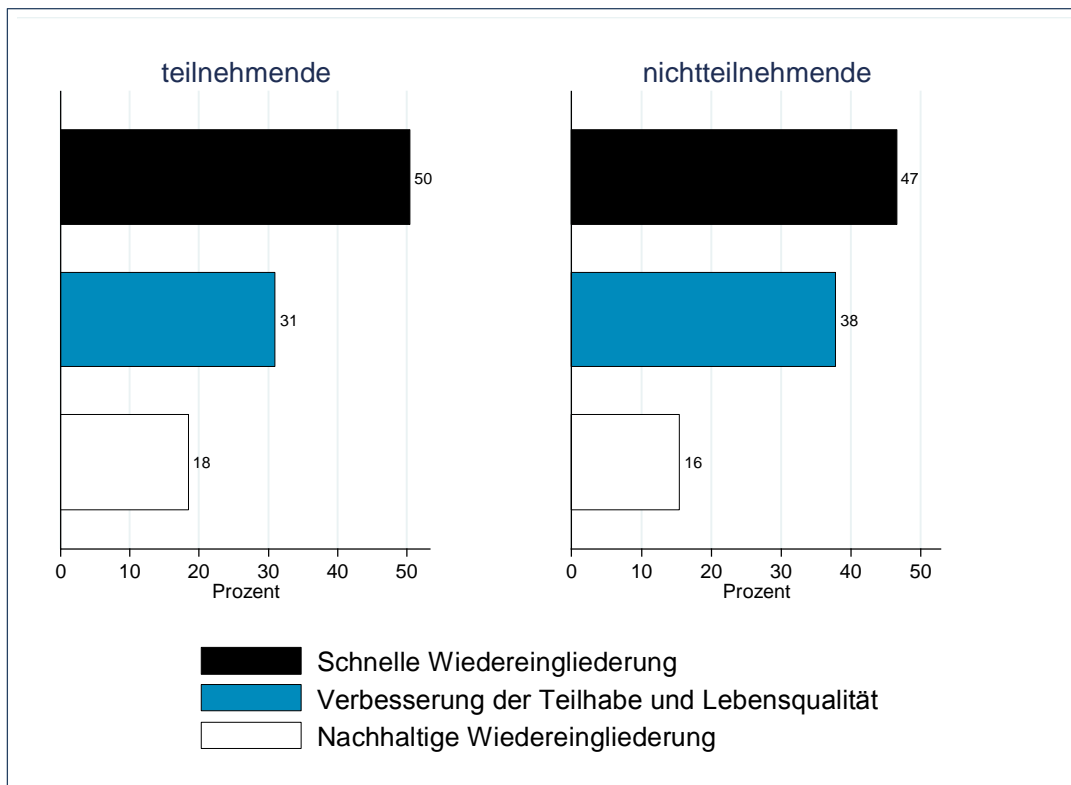 teilnehmende
50
31
18
0 10 20 30 40 50
Prozent
nichtteilnehmende
47
38
16
0 10 20 30 40 50
Prozent
Schnelle Wiedereingliederung
Verbesserung der Teilhabe und Lebensqualität
Nachhaltige Wiedereingliederung